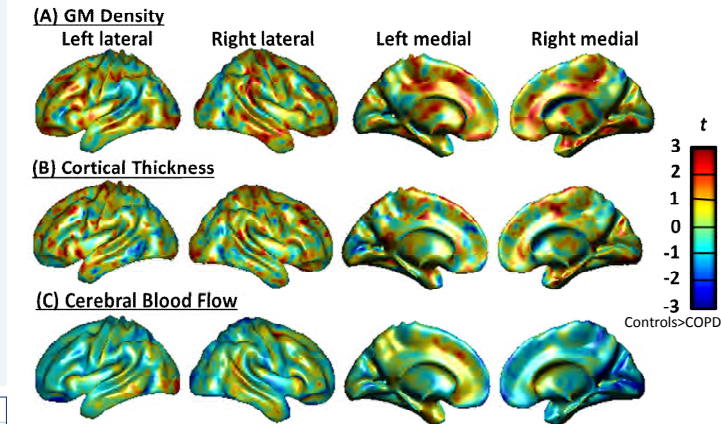 (A) GM Density
Left lateral Right lateral Left medial Right medial
t
3
2
1
0
-1
-2
-3
Controls>COPD
(B) Cortical Thickness
(C) Cerebral Blood Flow